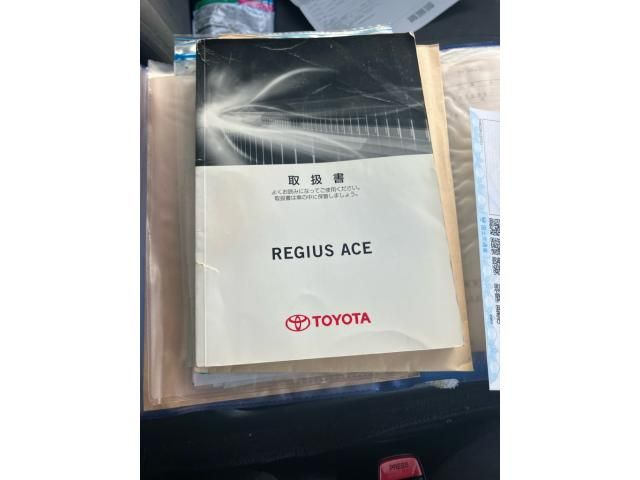 取扱書
よくお読みになってご使用ください。
取扱書は車の中に保管しましょう。
REGIUS ACE
TOYOTA
PRESS